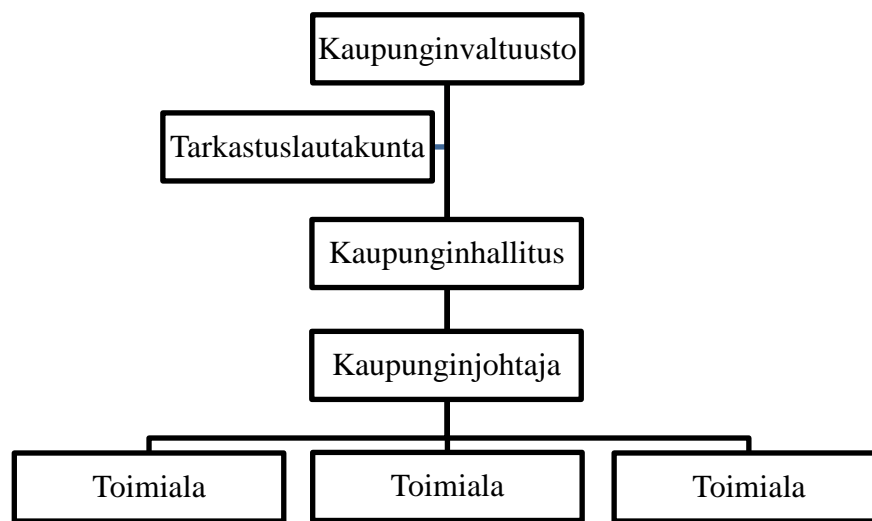 Kaupunginvaltuusto
Tarkastuslautakunta
Kaupunginhallitus
Kaupunginjohtaja
Toimiala
Toimiala
Toimiala